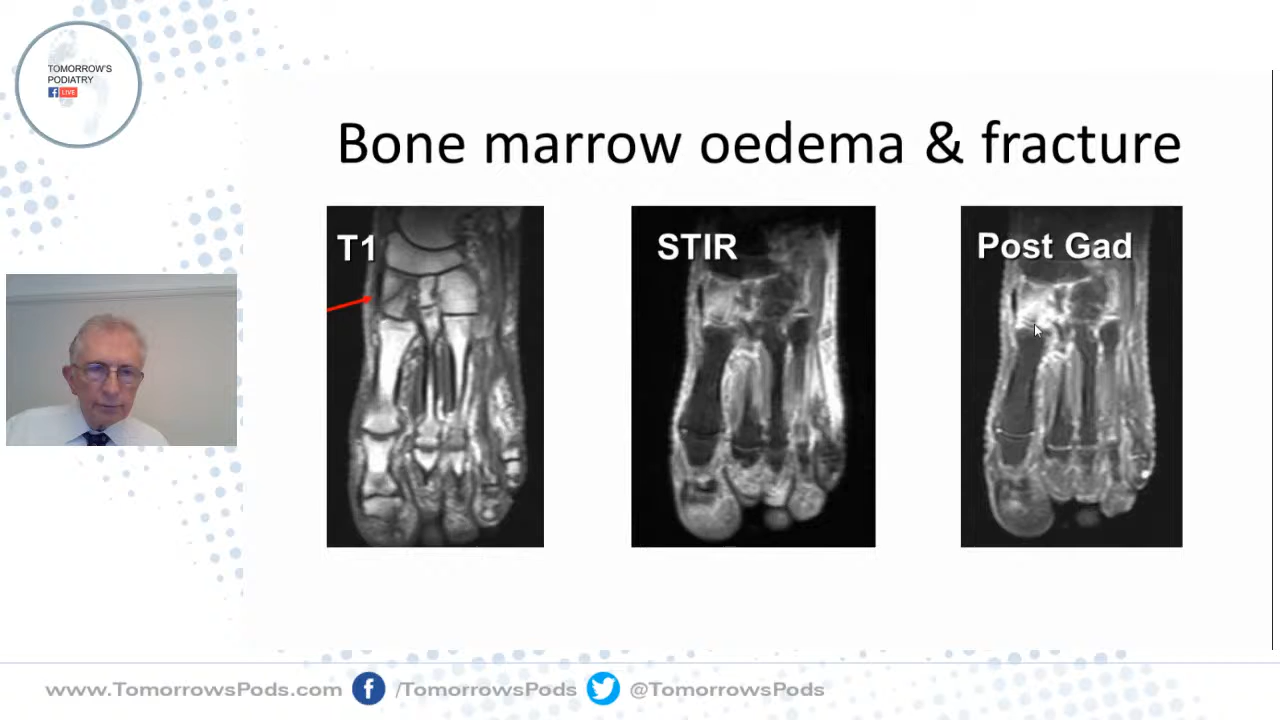 TOMORROW'S
PODIATRY
f LIVE
Bone marrow oedema & fracture
T1
STIR
Post Gad
www.TomorrowsPods.com f /TomorrowsPods @TomorrowsPods